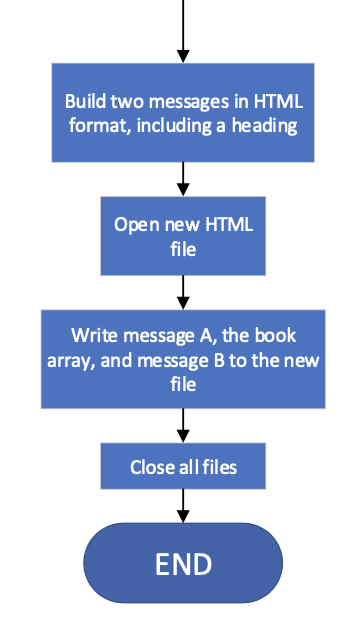 Build two messages in HTML
format, including a heading
Open new HTML
file
Write message A, the book
array, and message B to the new
file
Close all files
END